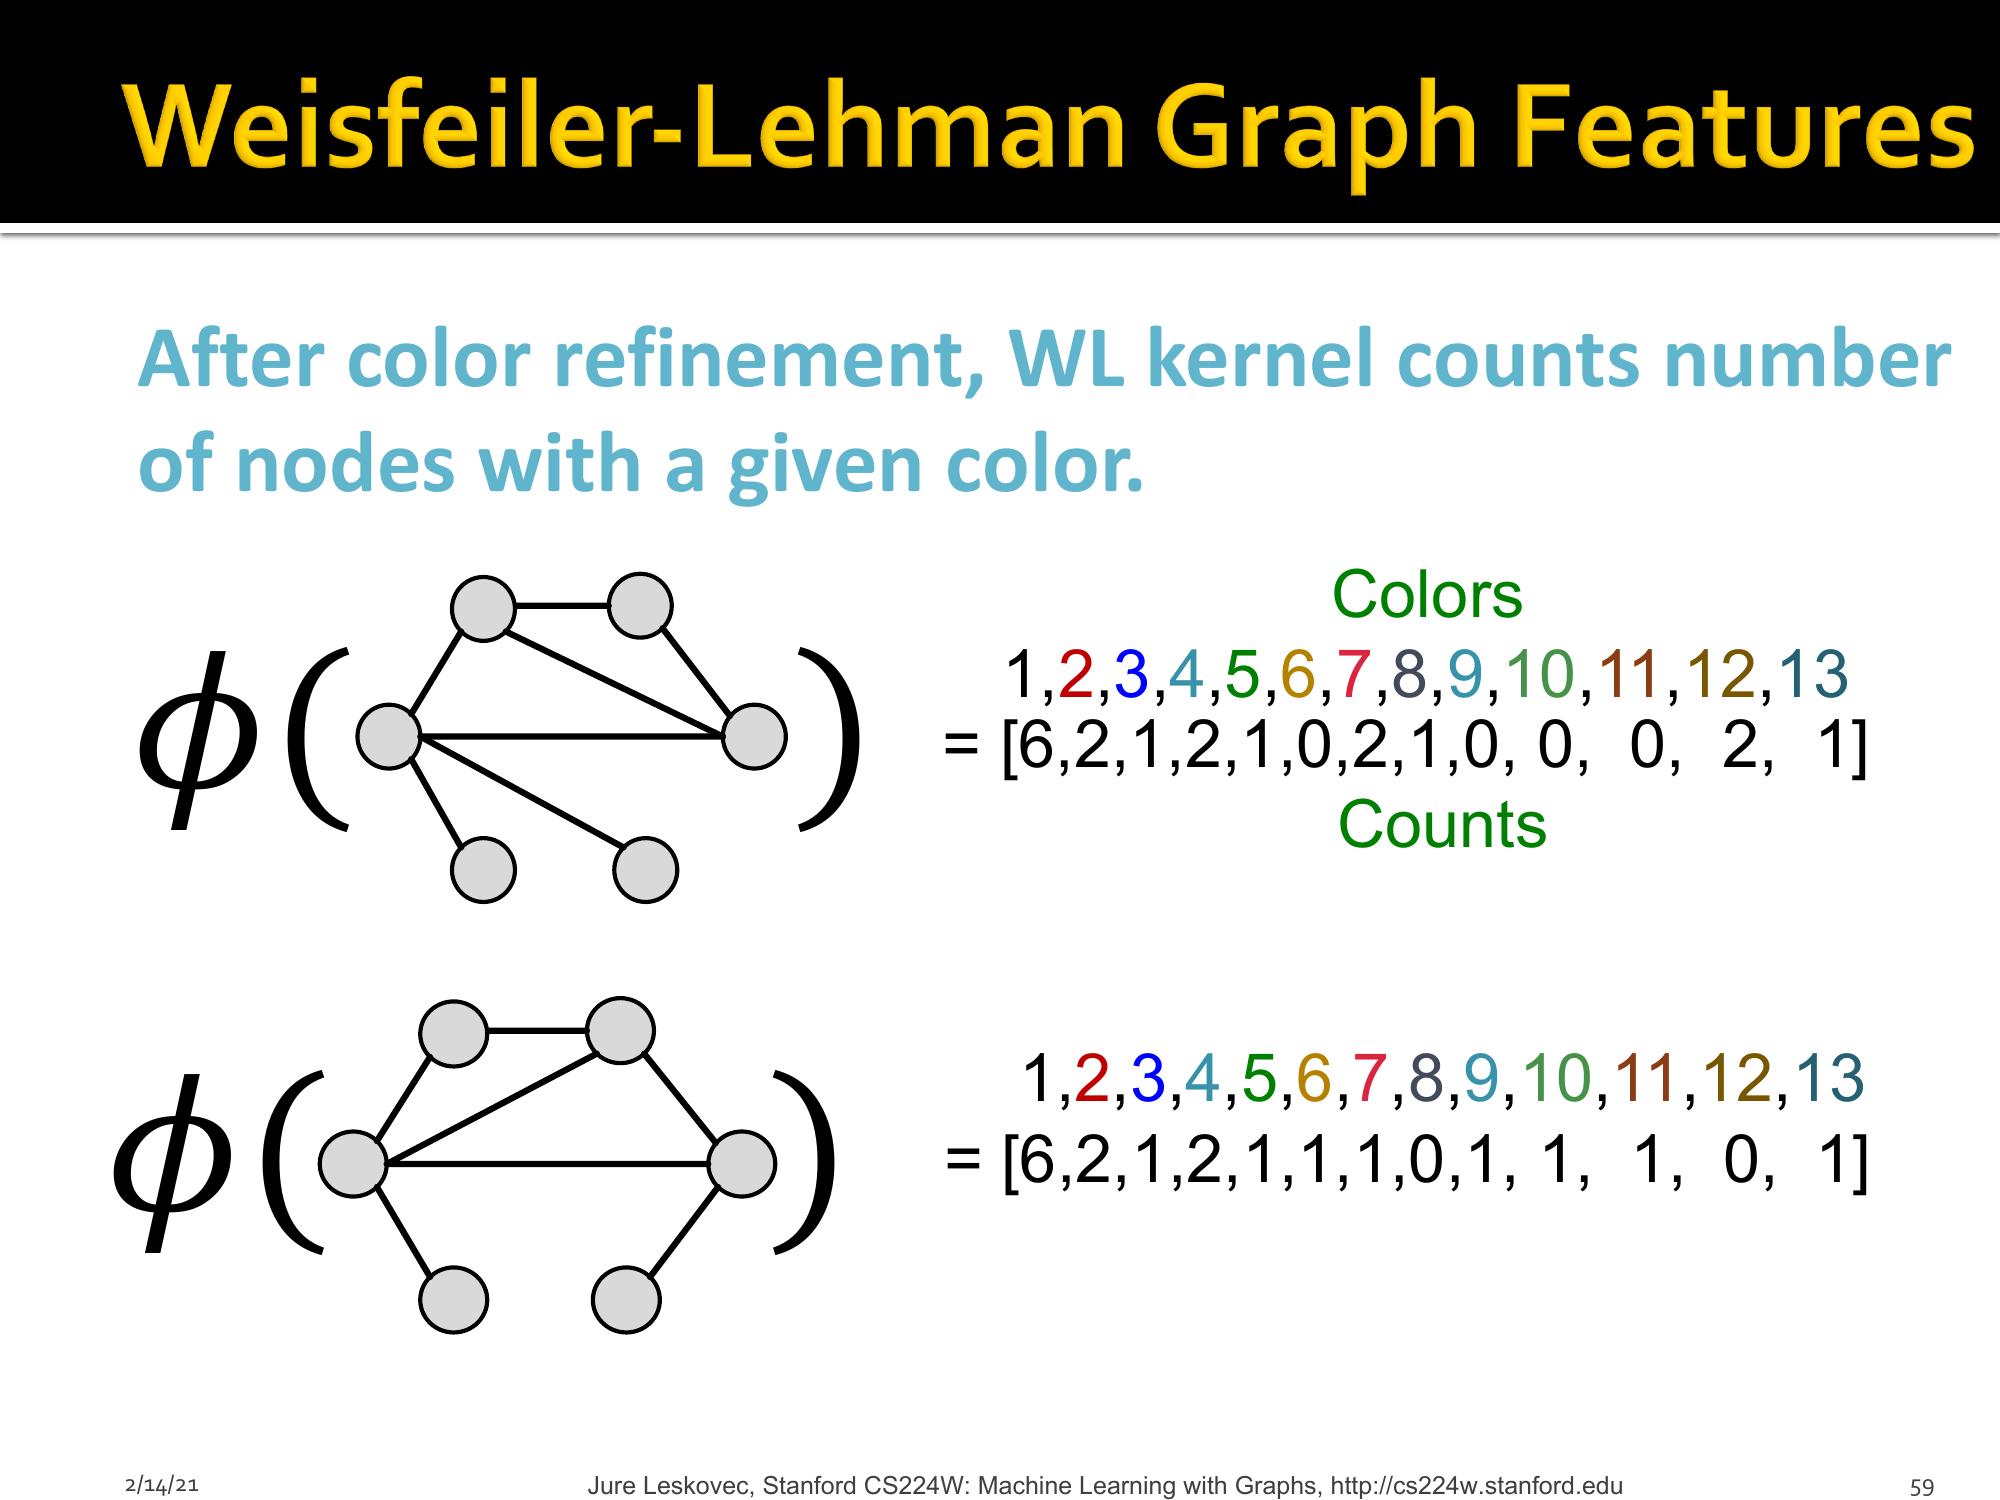 Weisfeiler-Lehman Graph Features
After color refinement, WL kernel counts number
of nodes with a given color.
Colors
1,2,3,4,5,6,7,8,9,10,11,12,13
ϕ( ) = [6,2,1,2,1,0,2,1,0, 0, 0, 2, 1]
Counts
1,2,3,4,5,6,7,8,9,10,11,12,13
ϕ( ) = [6,2,1,2,1,1,1,0,1, 1, 1, 0, 1]
2/14/21
Jure Leskovec, Stanford CS224W: Machine Learning with Graphs, http://cs224w.stanford.edu
59